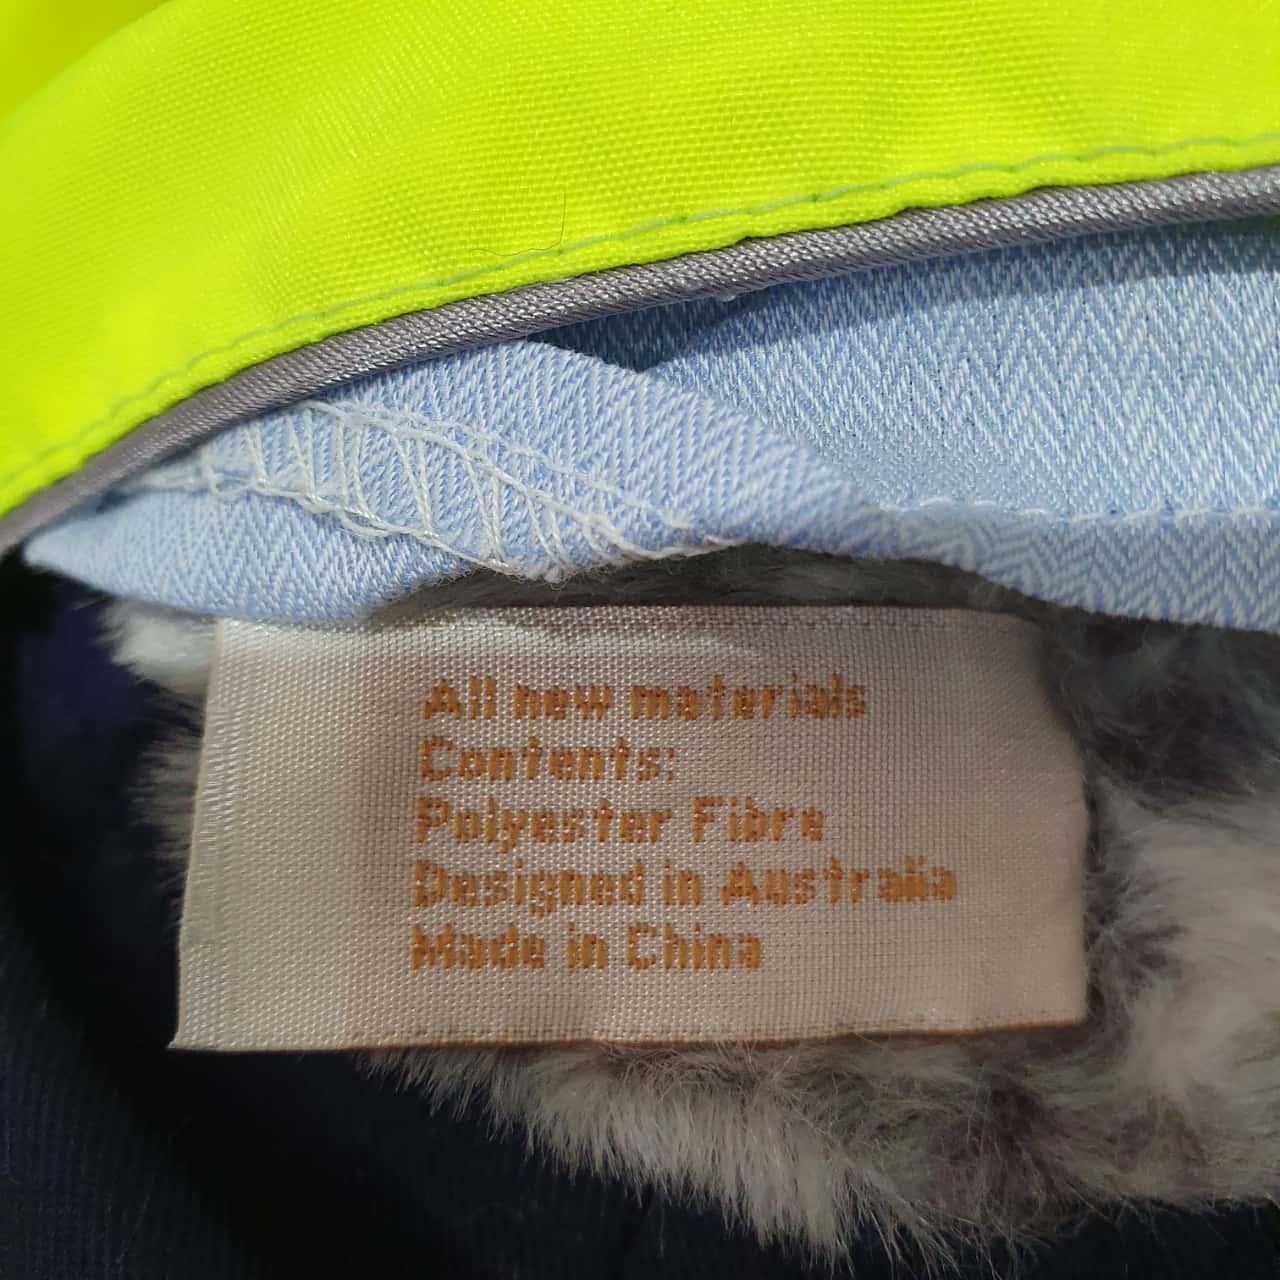 All new materials
Contents:
Polyester Fibre
Designed in Australia
Made in China